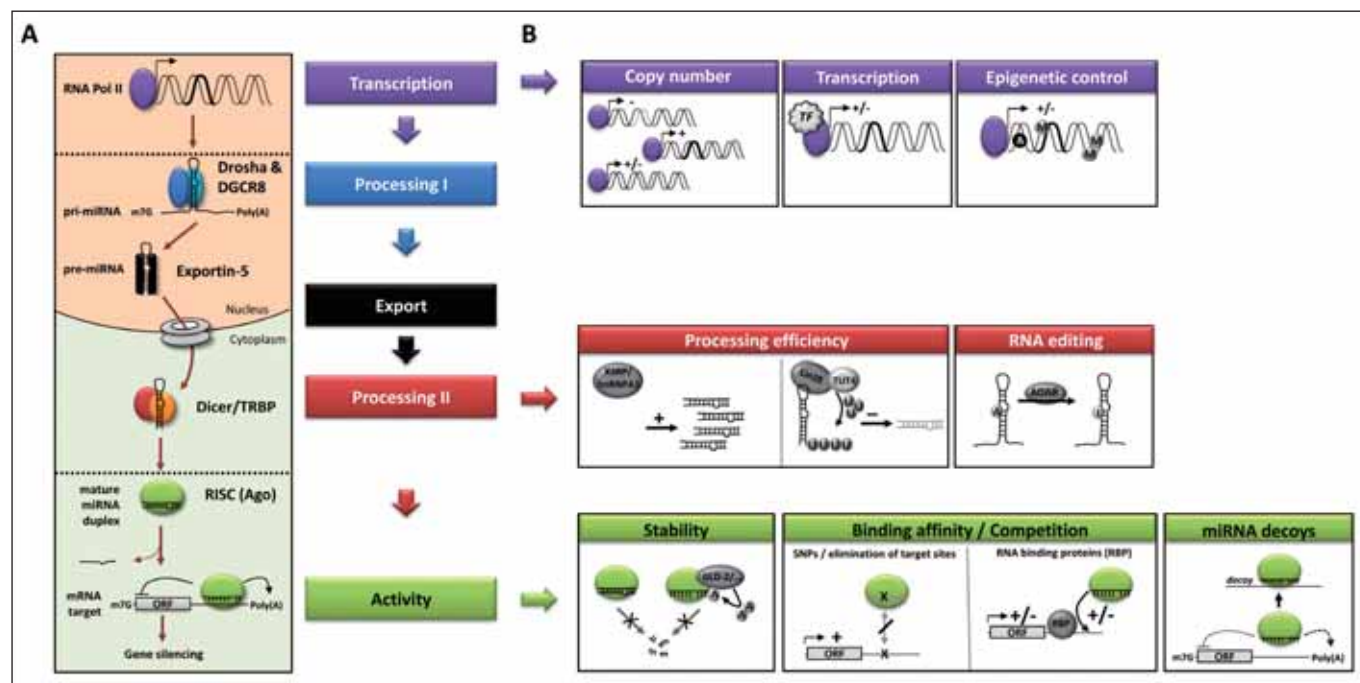 A
RNA Pol II
Drosha &
DGCR8
pri-miRNA
m7G
Poly(A)
pre-miRNA
Exportin-5
Nucleus
Cytoplasm
Dicer/TRBP
mature
miRNA
duplex
RISC (Ago)
mRNA
target
m7G
ORF
Poly(A)
Gene silencing
Transcription
Processing I
Export
Processing II
Activity
B
Copy number
-
+
+/-
Transcription
TF
+/-
Epigenetic control
+/-
A
M
M
M
Processing efficiency
+
TUT4
U
U
U
–
U U U U
RNA editing
A
ADAR
I
Stability
Binding affinity / Competition
SNPs / elimination of target sites
X
+
ORF
X
RNA binding proteins (RBP)
+/-
ORF
RBP
+/-
miRNA decoys
decoy
m7G
ORF
Poly(A)